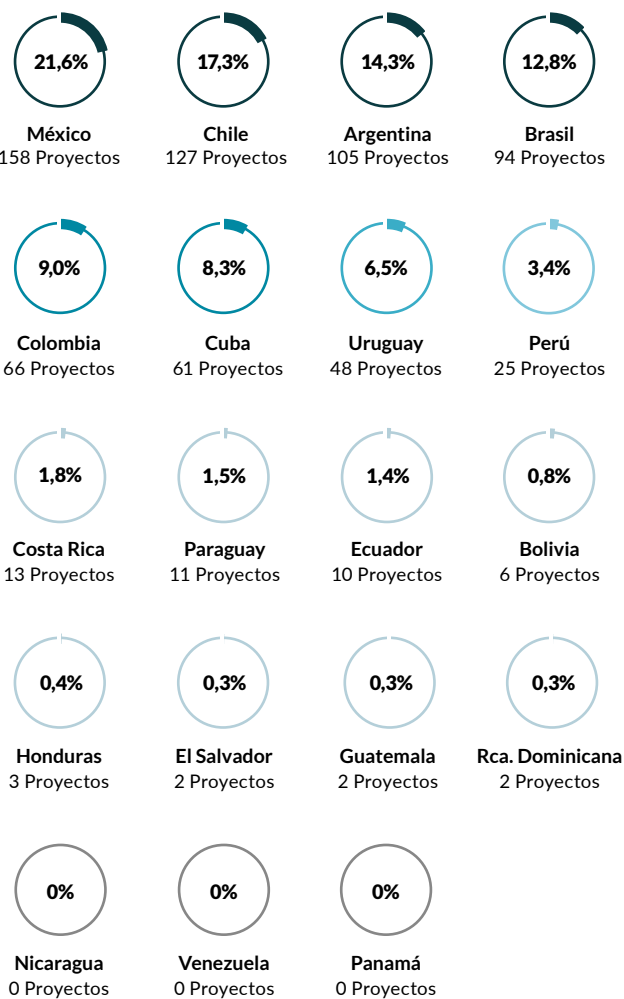 21,6%
México
158 Proyectos
17,3%
Chile
127 Proyectos
14,3%
Argentina
105 Proyectos
12,8%
Brasil
94 Proyectos
9,0%
Colombia
66 Proyectos
8,3%
Cuba
61 Proyectos
6,5%
Uruguay
48 Proyectos
3,4%
Perú
25 Proyectos
1,8%
Costa Rica
13 Proyectos
1,5%
Paraguay
11 Proyectos
1,4%
Ecuador
10 Proyectos
0,8%
Bolivia
6 Proyectos
0,4%
Honduras
3 Proyectos
0,3%
El Salvador
2 Proyectos
0,3%
Guatemala
2 Proyectos
0,3%
Rca. Dominicana
2 Proyectos
0%
Nicaragua
0 Proyectos
0%
Venezuela
0 Proyectos
0%
Panamá
0 Proyectos